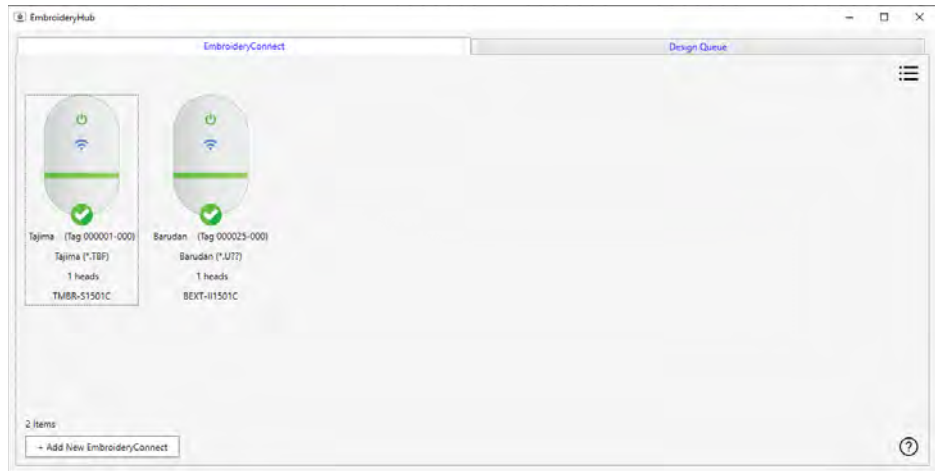 EmbroideryHub
EmbroideryConnect
Design Queue
Tajima (Tag 000001-000)
Tajima (*.TBF)
1 heads
TMBR-S1501C
Barudan (Tag 000025-000)
Barudan (*.U??)
1 heads
BEXT-II1501C
2 Items
+ Add New EmbroideryConnect